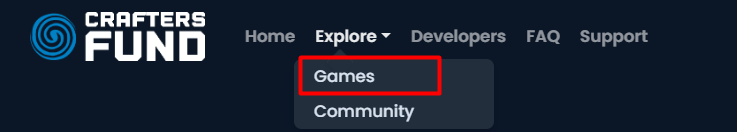 CRAFTERS
FUND
Home Explore Developers FAQ Support
Games
Community